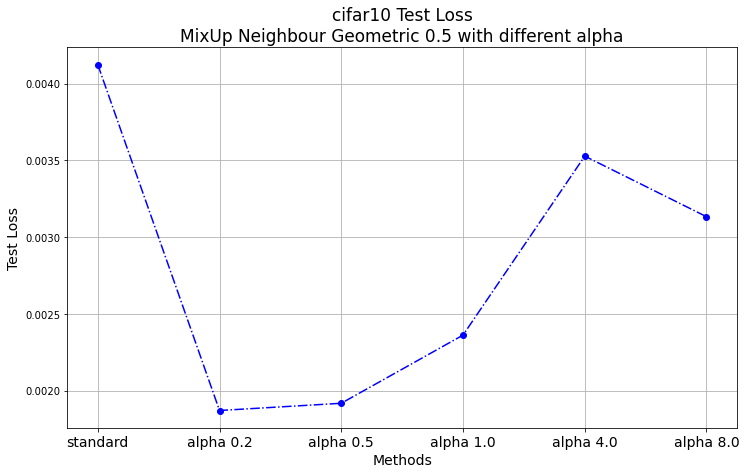 cifar10 Test Loss
MixUp Neighbour Geometric 0.5 with different alpha
Test Loss
0.0040
0.0035
0.0030
0.0025
0.0020
standard alpha 0.2 alpha 0.5 alpha 1.0 alpha 4.0 alpha 8.0
Methods